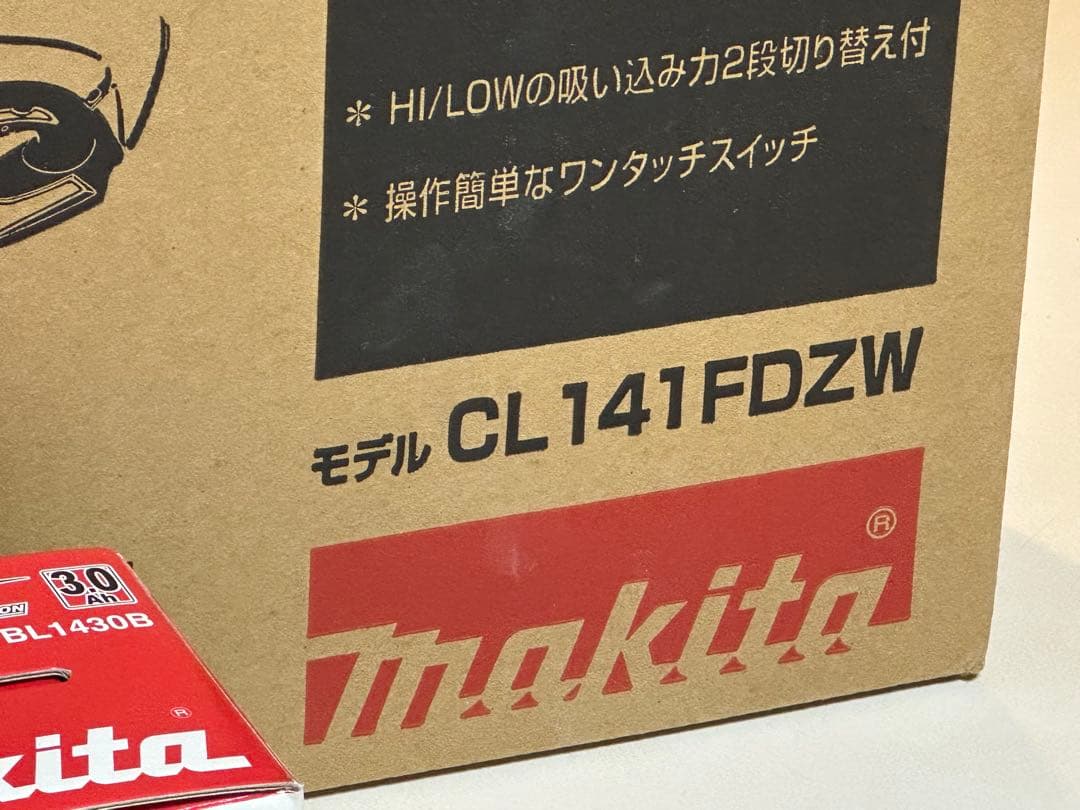 * HI/LOWの吸い込み力2段切り替え付
* 操作簡単なワンタッチスイッチ
モデル CL141FDZW
makita ®
3.0
Ah
ON
BL1430B
kita ®